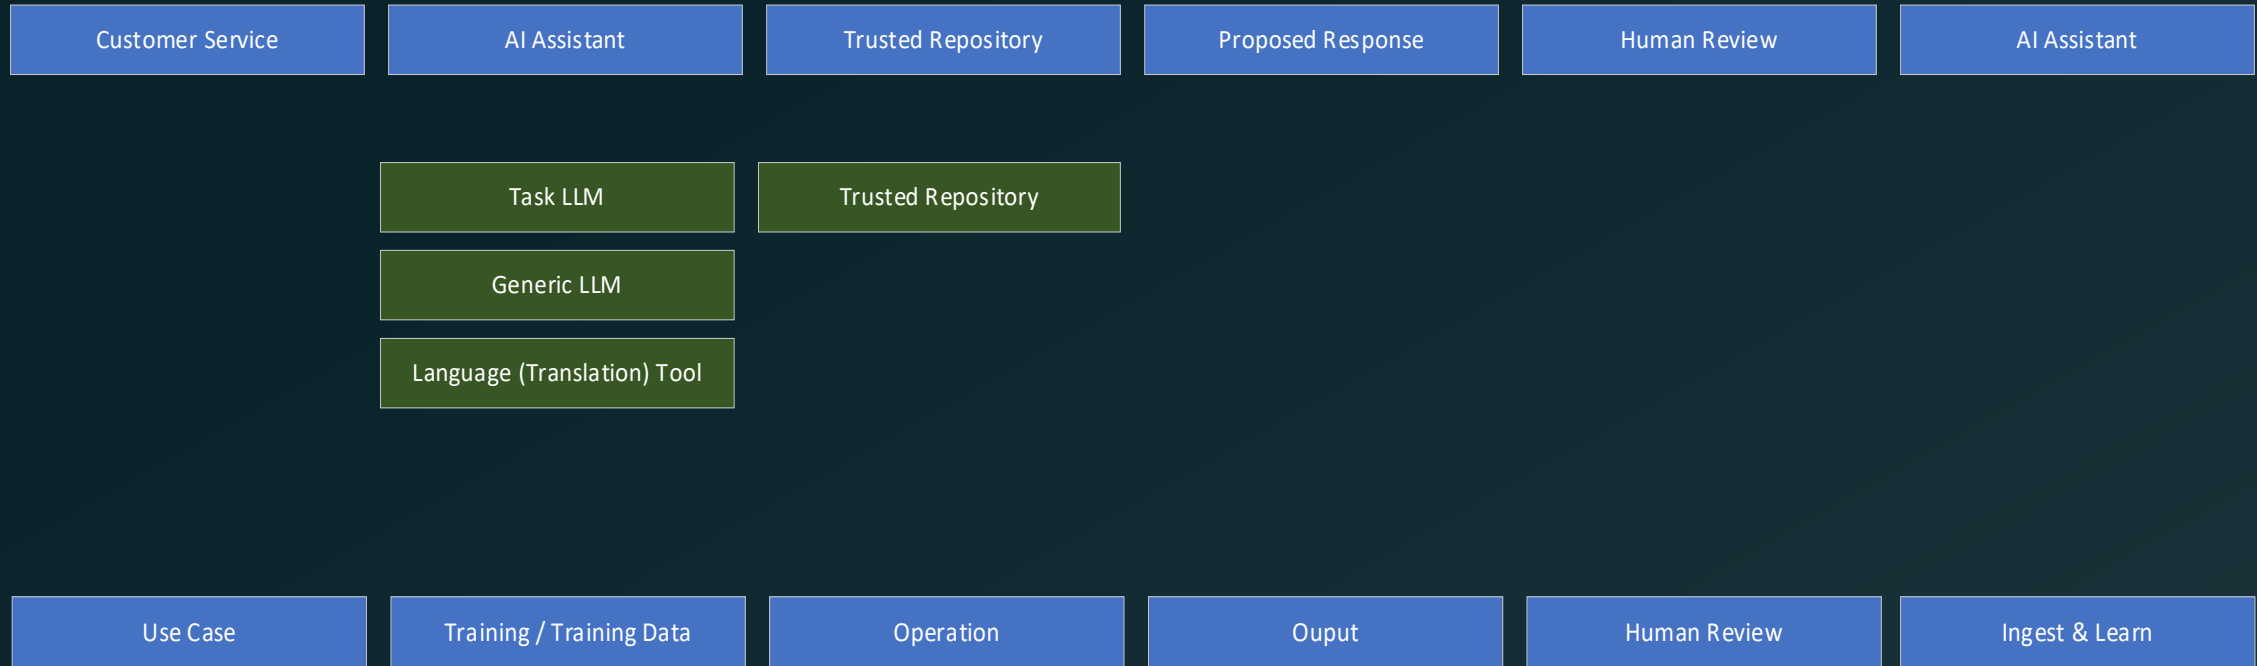 Customer Service
AI Assistant
Trusted Repository
Proposed Response
Human Review
AI Assistant
Task LLM
Trusted Repository
Generic LLM
Language (Translation) Tool
Use Case
Training / Training Data
Operation
Ouput
Human Review
Ingest & Learn